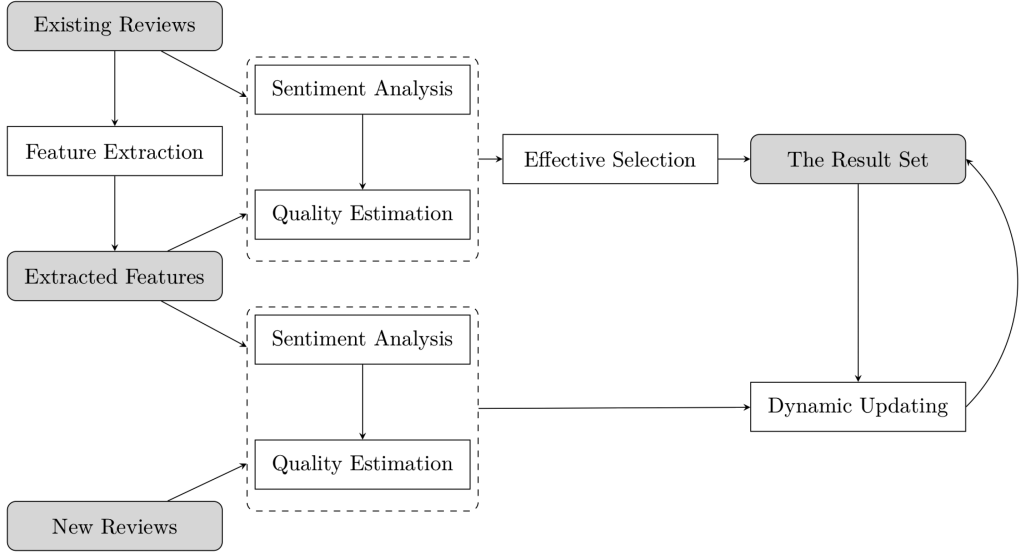 Existing Reviews
Sentiment Analysis
Feature Extraction
Effective Selection
The Result Set
Quality Estimation
Extracted Features
Sentiment Analysis
Dynamic Updating
Quality Estimation
New Reviews